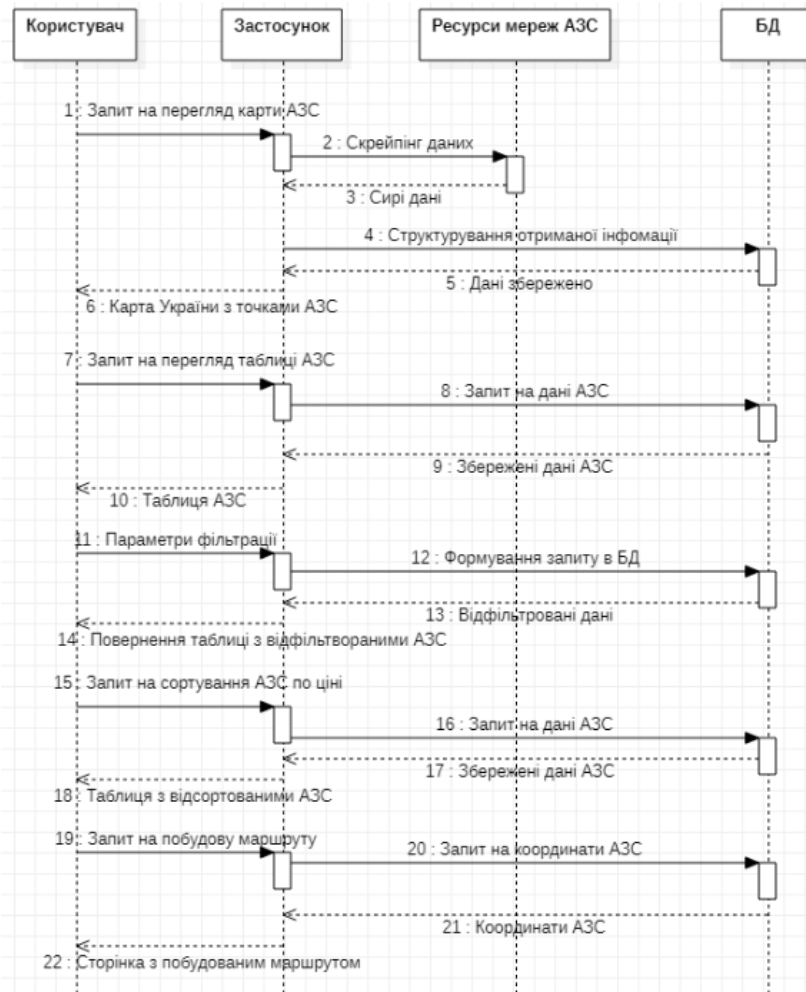 Користувач
Застосунок
Ресурси мереж АЗС
БД
1 : Запит на перегляд карти АЗС
2 : Скрейпінг даних
3 : Сирі дані
4 : Структурування отриманої інфомації
5 : Дані збережено
6 : Карта України з точками АЗС
7 : Запит на перегляд таблиці АЗС
8 : Запит на дані АЗС
9 : Збережені дані АЗС
10 : Таблиця АЗС
11 : Параметри фільтрації
12 : Формування запиту в БД
13 : Відфільтровані дані
14 : Повернення таблиці з відфільтвораними АЗС
15 : Запит на сортування АЗС по ціні
16 : Запит на дані АЗС
17 : Збережені дані АЗС
18 : Таблиця з відсортованими АЗС
19 : Запит на побудову маршруту
20 : Запит на координати АЗС
21 : Координати АЗС
22 : Сторінка з побудованим маршрутом